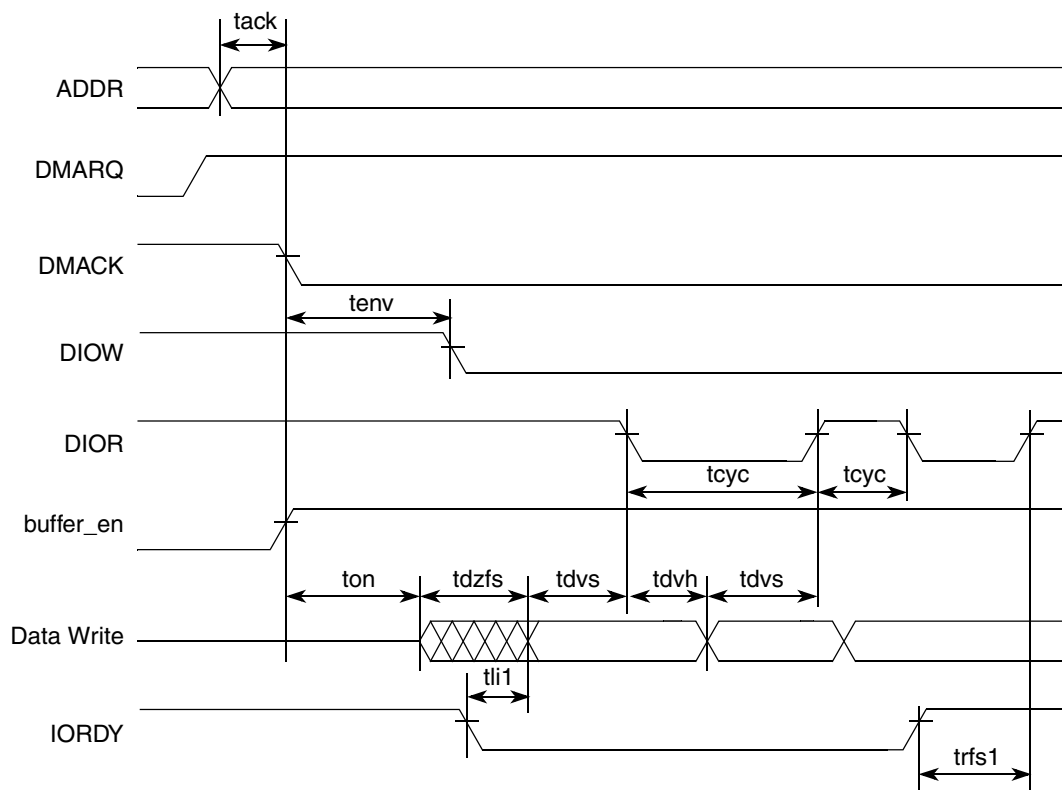 tack
ADDR
DMARQ
DMACK
tenv
DIOW
DIOR
tcyc tcyc
buffer_en
ton tdzfs tdvs tdvh tdvs
Data Write
tli1
IORDY
trfs1